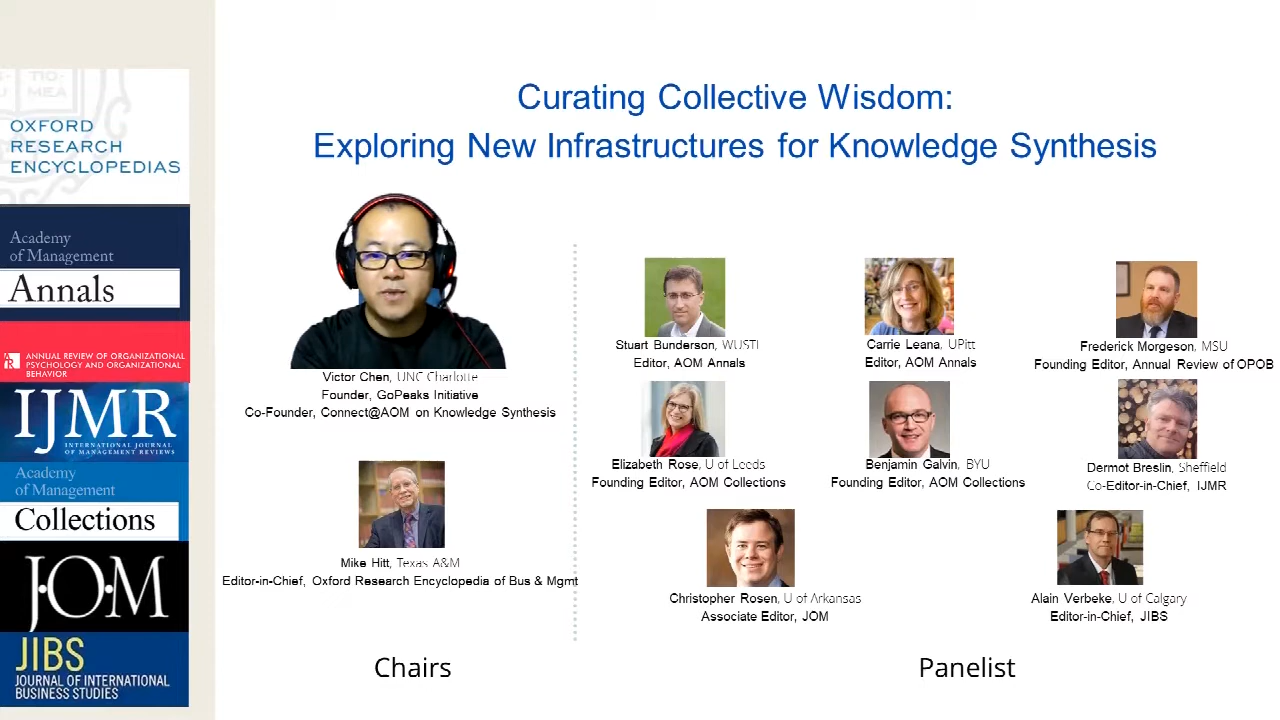 Curating Collective Wisdom:
Exploring New Infrastructures for Knowledge Synthesis
TIO-
MEA
OXFORD
RESEARCH
ENCYCLOPEDIAS
Academy
of Management
Annals
AR
ANNUAL REVIEW OF ORGANIZATIONAL
PSYCHOLOGY AND ORGANIZATIONAL
BEHAVIOR
IJMR
INTERNATIONAL JOURNAL
OF MANAGEMENT REVIEWS
Academy
of Management
Collections
J·O·M
JIBS
JOURNAL OF INTERNATIONAL
BUSINESS STUDIES
Victor Chen, UNC Charlotte
Founder, GoPeaks Initiative
Co-Founder, Connect@AOM on Knowledge Synthesis
Mike Hitt, Texas A&M
Editor-in-Chief, Oxford Research Encyclopedia of Bus & Mgmt
Chairs
Stuart Bunderson, WUSTl
Editor, AOM Annals
Carrie Leana, UPitt
Editor, AOM Annals
Frederick Morgeson, MSU
Founding Editor, Annual Review of OPOB
Elizabeth Rose, U of Leeds
Founding Editor, AOM Collections
Benjamin Galvin, BYU
Founding Editor, AOM Collections
Dermot Breslin, Sheffield
Co-Editor-in-Chief, IJMR
Christopher Rosen, U of Arkansas
Associate Editor, JOM
Alain Verbeke, U of Calgary
Editor-in-Chief, JIBS
Panelist